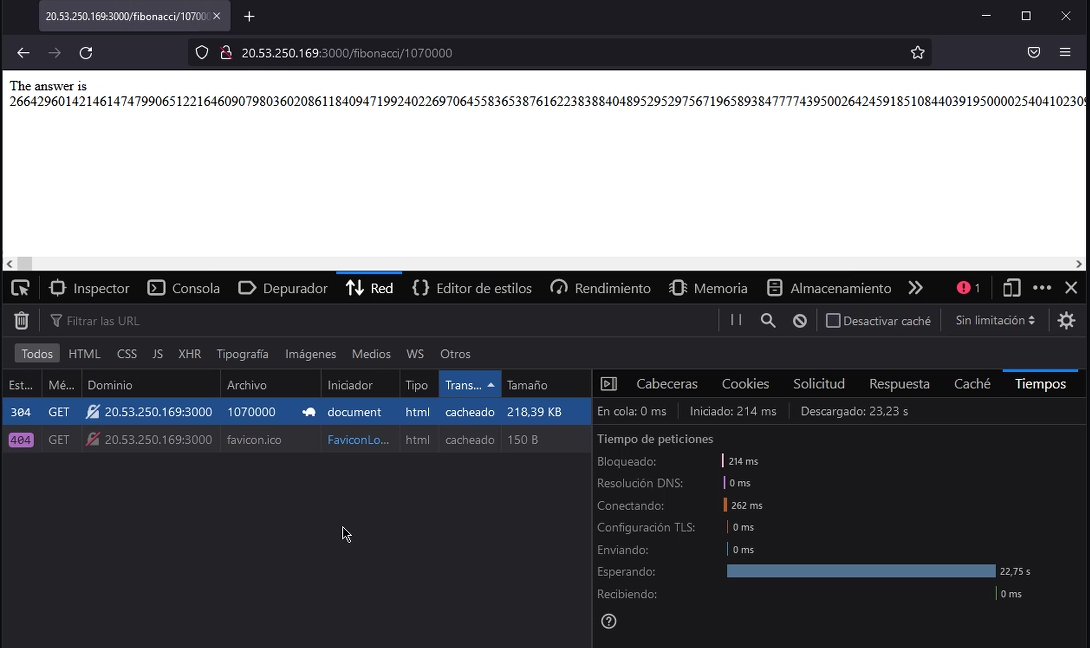 20.53.250.169:3000/fibonacci/10700
20.53.250.169:3000/fibonacci/1070000
The answer is
Inspector Consola Depurador Red Editor de estilos Rendimiento Memoria Almacenamiento 1
Filtrar las URL Desactivar caché Sin limitación
Todos HTML CSS JS XHR Tipografía Imágenes Medios WS Otros
Est... Mé... Dominio Archivo Iniciador Tipo Trans... Tamaño
304 GET 20.53.250.169:3000 1070000 document html cacheado 218,39 KB
404 GET 20.53.250.169:3000 favicon.ico FaviconLo... html cacheado 150 B
Cabeceras Cookies Solicitud Respuesta Caché Tiempos
En cola: 0 ms Iniciado: 214 ms Descargado: 23,23 s
Tiempo de peticiones
Bloqueado: 214 ms
Resolución DNS: 0 ms
Conectando: 262 ms
Configuración TLS: 0 ms
Enviando: 0 ms
Esperando: 22,75 s
Recibiendo: 0 ms